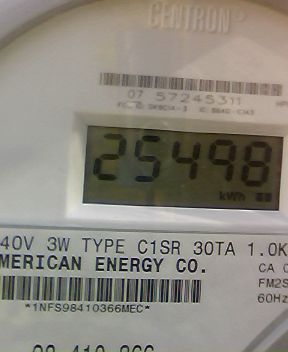 CENTRON®
07 57245311
25498
kWh
40V 3W TYPE C1SR 30TA 1.0K
MERICAN ENERGY CO.
CA 0
FM2S
60Hz
*1NFS98410366MEC*